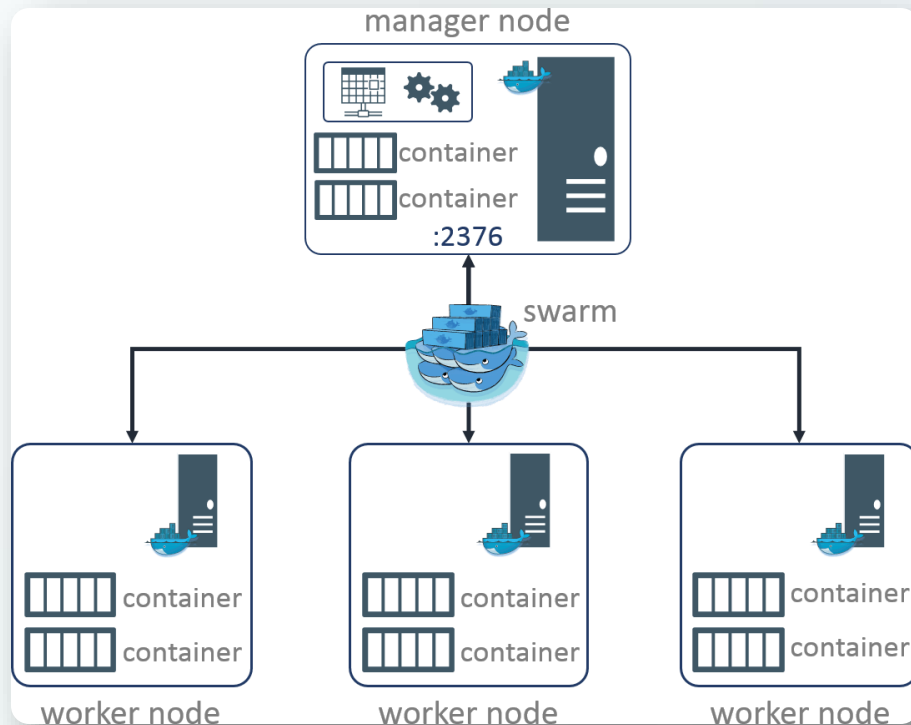 manager node
container
container
:2376
swarm
container
container
container
container
container
container
worker node
worker node
worker node